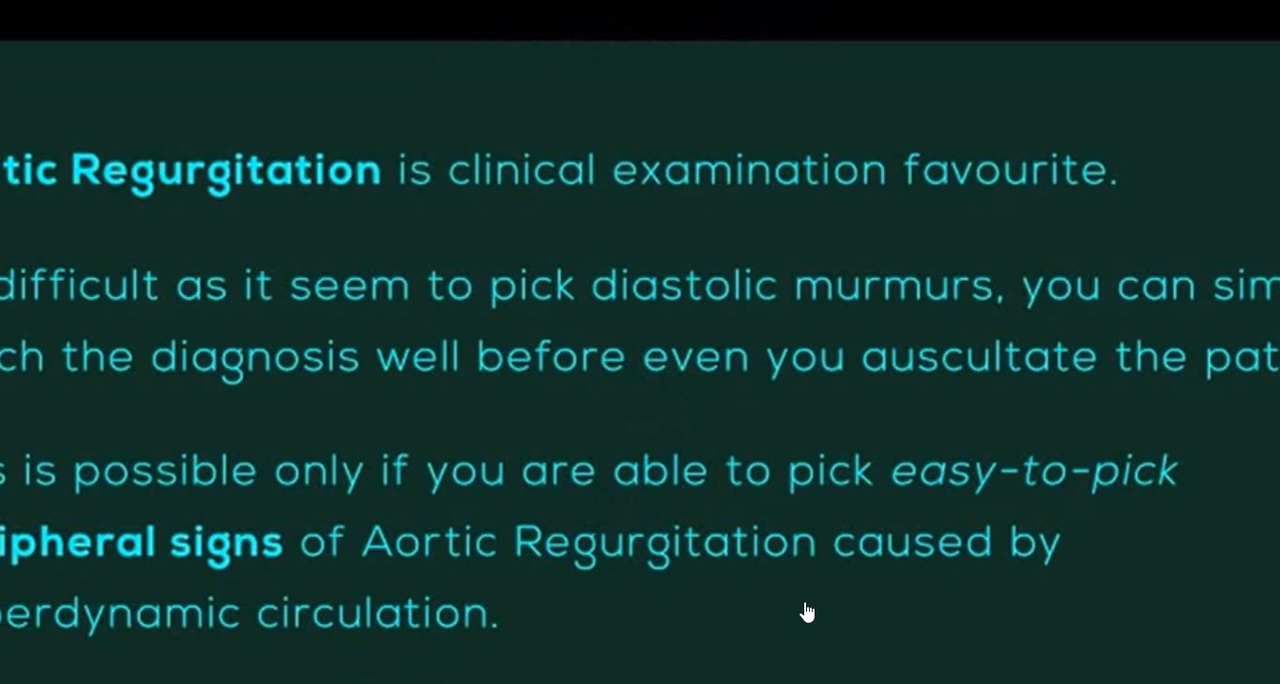 tic Regurgitation is clinical examination favourite.
difficult as it seem to pick diastolic murmurs, you can sim
ch the diagnosis well before even you auscultate the pat
s is possible only if you are able to pick easy-to-pick
ipheral signs of Aortic Regurgitation caused by
erdynamic circulation.